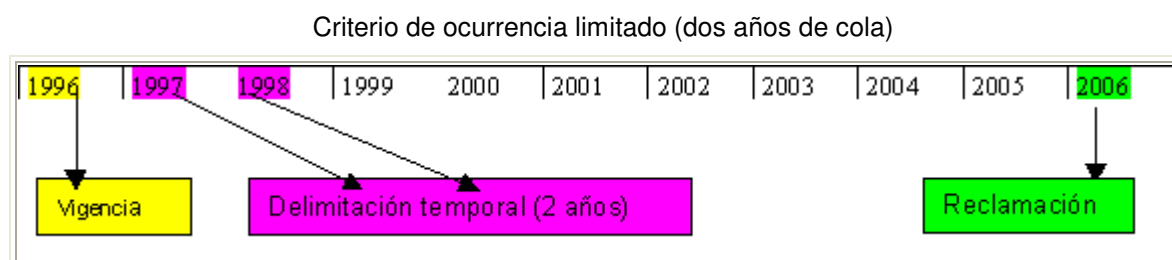 Criterio de ocurrencia limitado (dos años de cola)
1996 1997 1998 1999 2000 2001 2002 2003 2004 2005 2006
Vigencia Delimitación temporal (2 años) Reclamación